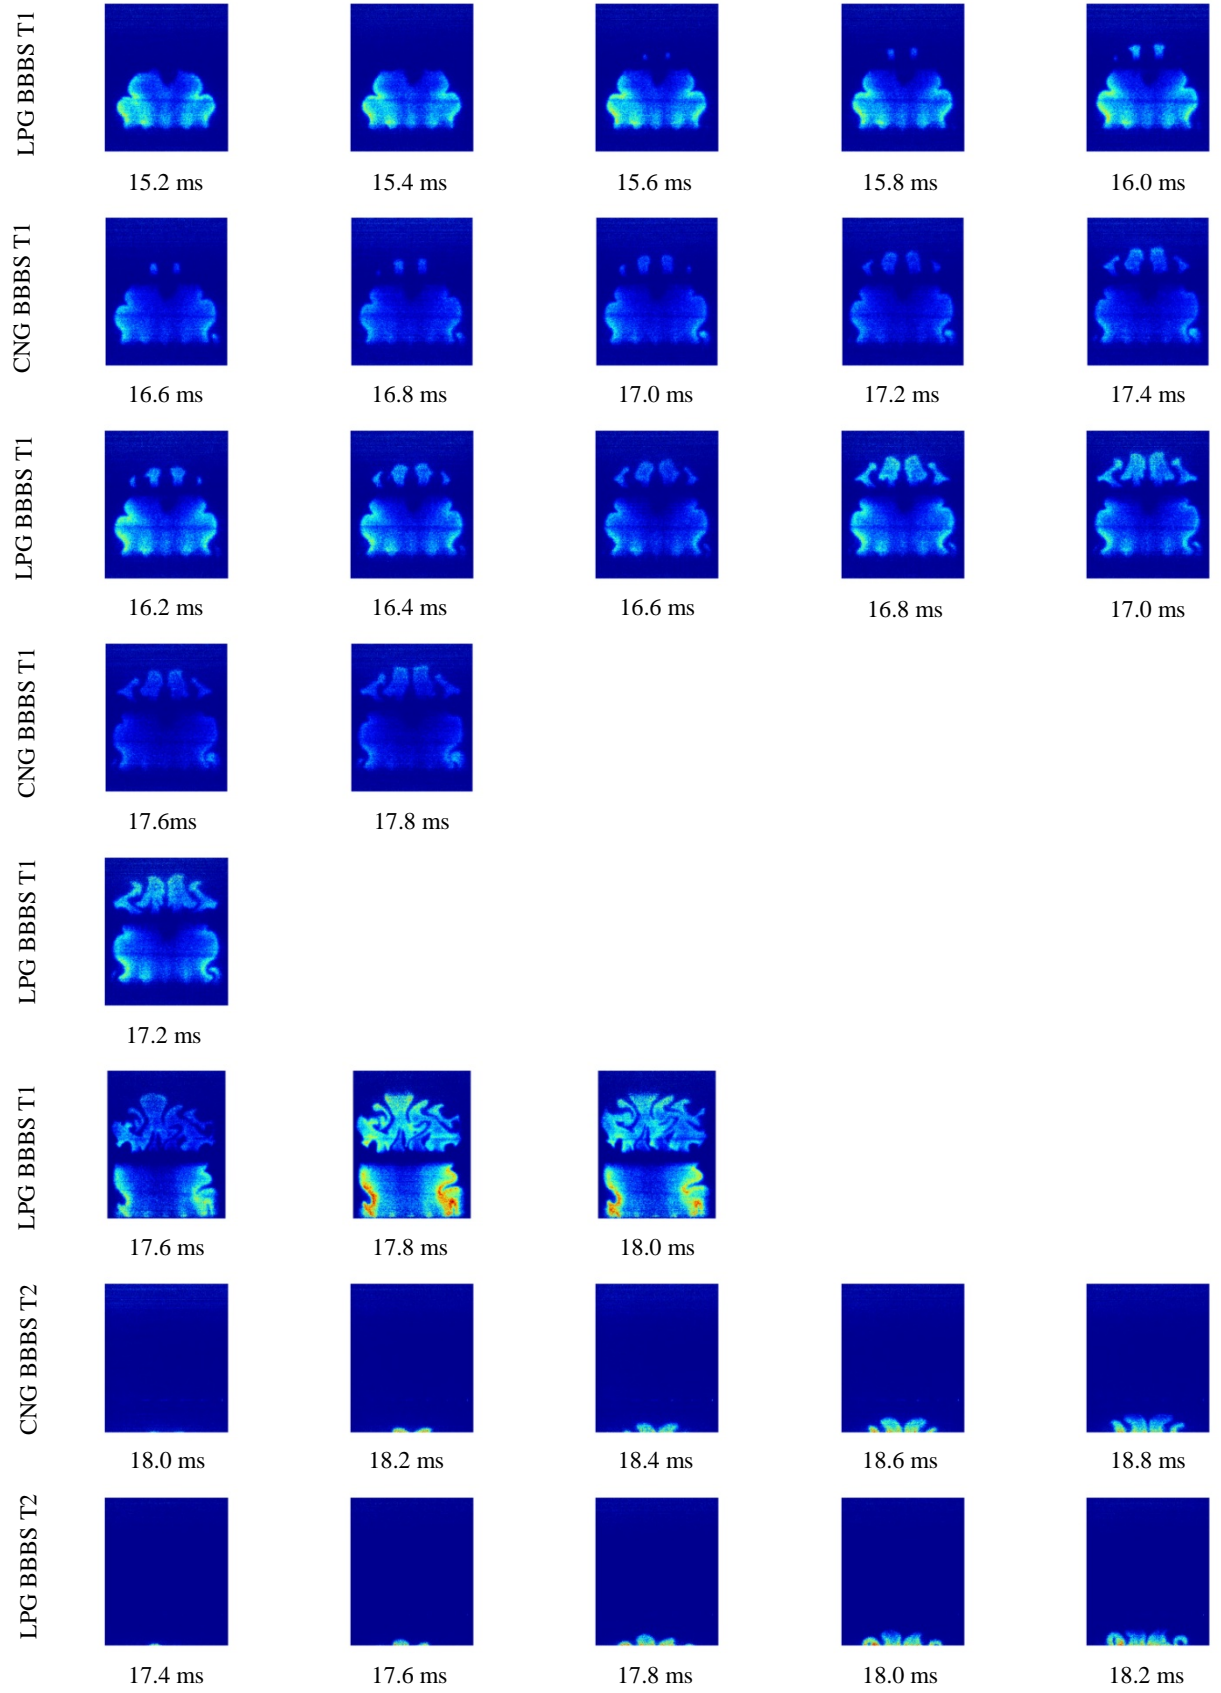 LPG BBBS T1
15.2 ms 15.4 ms 15.6 ms 15.8 ms 16.0 ms
CNG BBBS T1
16.6 ms 16.8 ms 17.0 ms 17.2 ms 17.4 ms
LPG BBBS T1
16.2 ms 16.4 ms 16.6 ms 16.8 ms 17.0 ms
CNG BBBS T1
17.6ms 17.8 ms
LPG BBBS T1
17.2 ms
LPG BBBS T1
17.6 ms 17.8 ms 18.0 ms
CNG BBBS T2
18.0 ms 18.2 ms 18.4 ms 18.6 ms 18.8 ms
LPG BBBS T2
17.4 ms 17.6 ms 17.8 ms 18.0 ms 18.2 ms